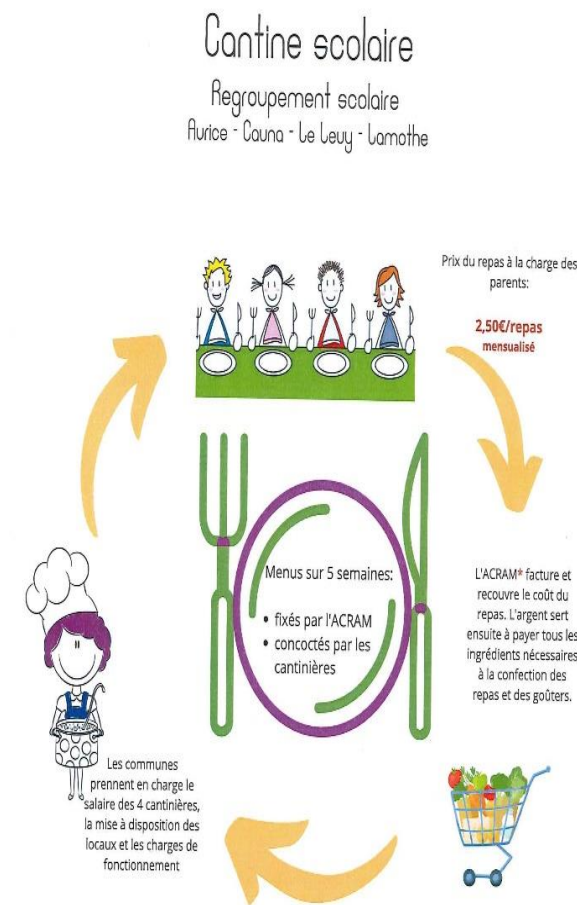 Cantine scolaire
Regroupement scolaire
Aurice - Cauna - Le Leuy - Lamothe
Prix du repas à la charge des
parents:
2,50€/repas
mensualisé
L'ACRAM* facture et
recouvre le coût du
repas. L'argent sert
ensuite à payer tous les
ingrédients nécessaires
à la confection des
repas et des goûters.
Menus sur 5 semaines:
• fixés par l'ACRAM
• concoctés par les
cantinières
Les communes
prennent en charge le
salaire des 4 cantinières,
la mise à disposition des
locaux et les charges de
fonctionnement